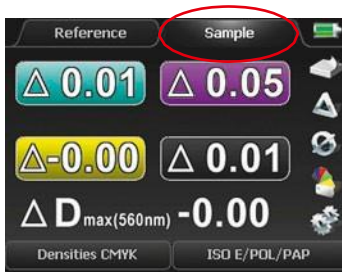 Reference Sample
Δ 0.01 Δ 0.05
Δ-0.00 Δ 0.01
Δ Dmax(560nm) -0.00
Densities CMYK ISO E/POL/PAP